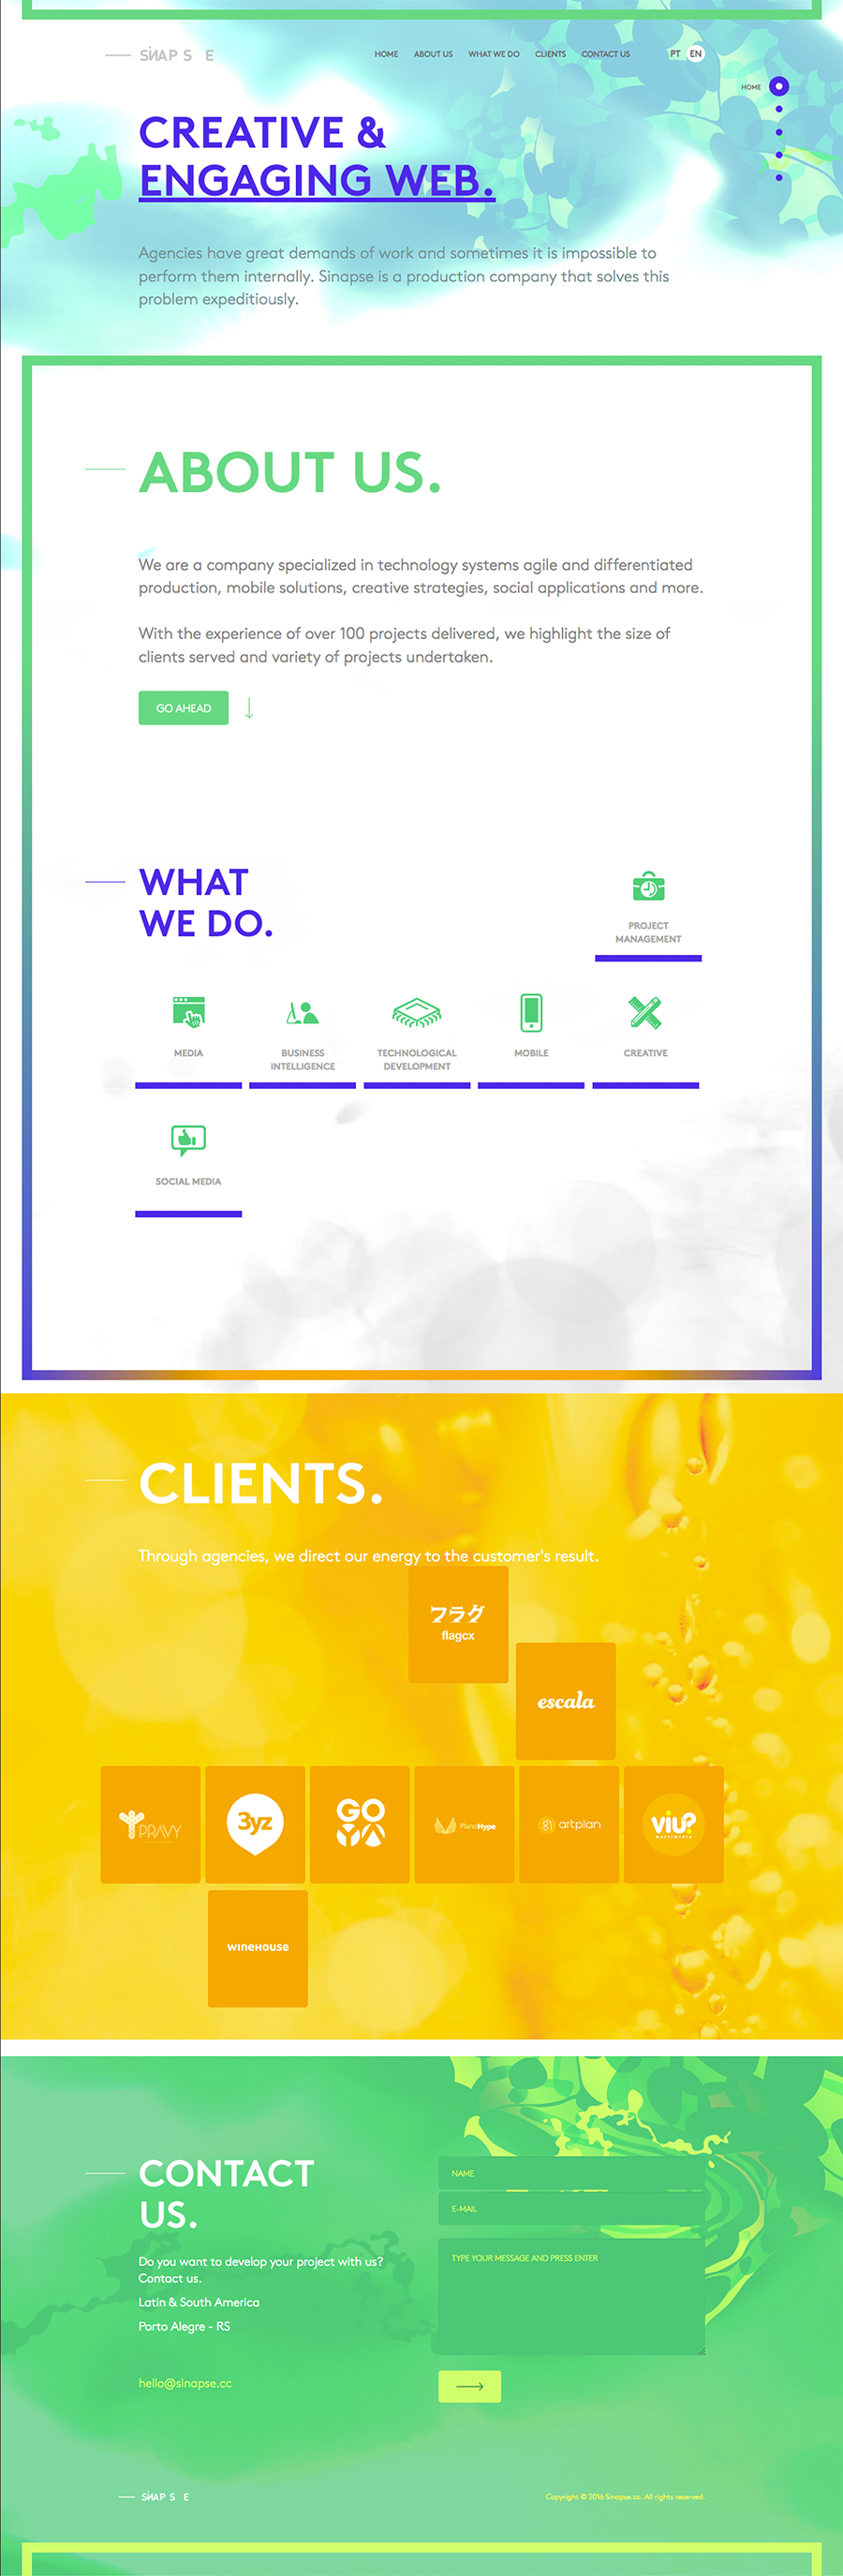 SINAP S E
HOME ABOUT US WHAT WE DO CLIENTS CONTACT US PT EN
HOME
CREATIVE &
ENGAGING WEB.
Agencies have great demands of work and sometimes it is impossible to
perform them internally. Sinapse is a production company that solves this
problem expeditiously.
ABOUT US.
We are a company specialized in technology systems agile and differentiated
production, mobile solutions, creative strategies, social applications and more.
With the experience of over 100 projects delivered, we highlight the size of
clients served and variety of projects undertaken.
GO AHEAD
WHAT
WE DO.
PROJECT
MANAGEMENT
MEDIA
BUSINESS
INTELLIGENCE
TECHNOLOGICAL
DEVELOPMENT
MOBILE
CREATIVE
SOCIAL MEDIA
CLIENTS.
Through agencies, we direct our energy to the customer's result.
フラグ
flagcx
escala
PRAVY
3yz
GO
YA
PlandHype
artplan
viu?
multimídia
WINEHOUSE
CONTACT
US.
Do you want to develop your project with us?
Contact us.
Latin & South America
Porto Alegre - RS
hello@sinapse.cc
NAME
E-MAIL
TYPE YOUR MESSAGE AND PRESS ENTER
SINAP S E
Copyright © 2016 Sinapse.cc. All rights reserved.